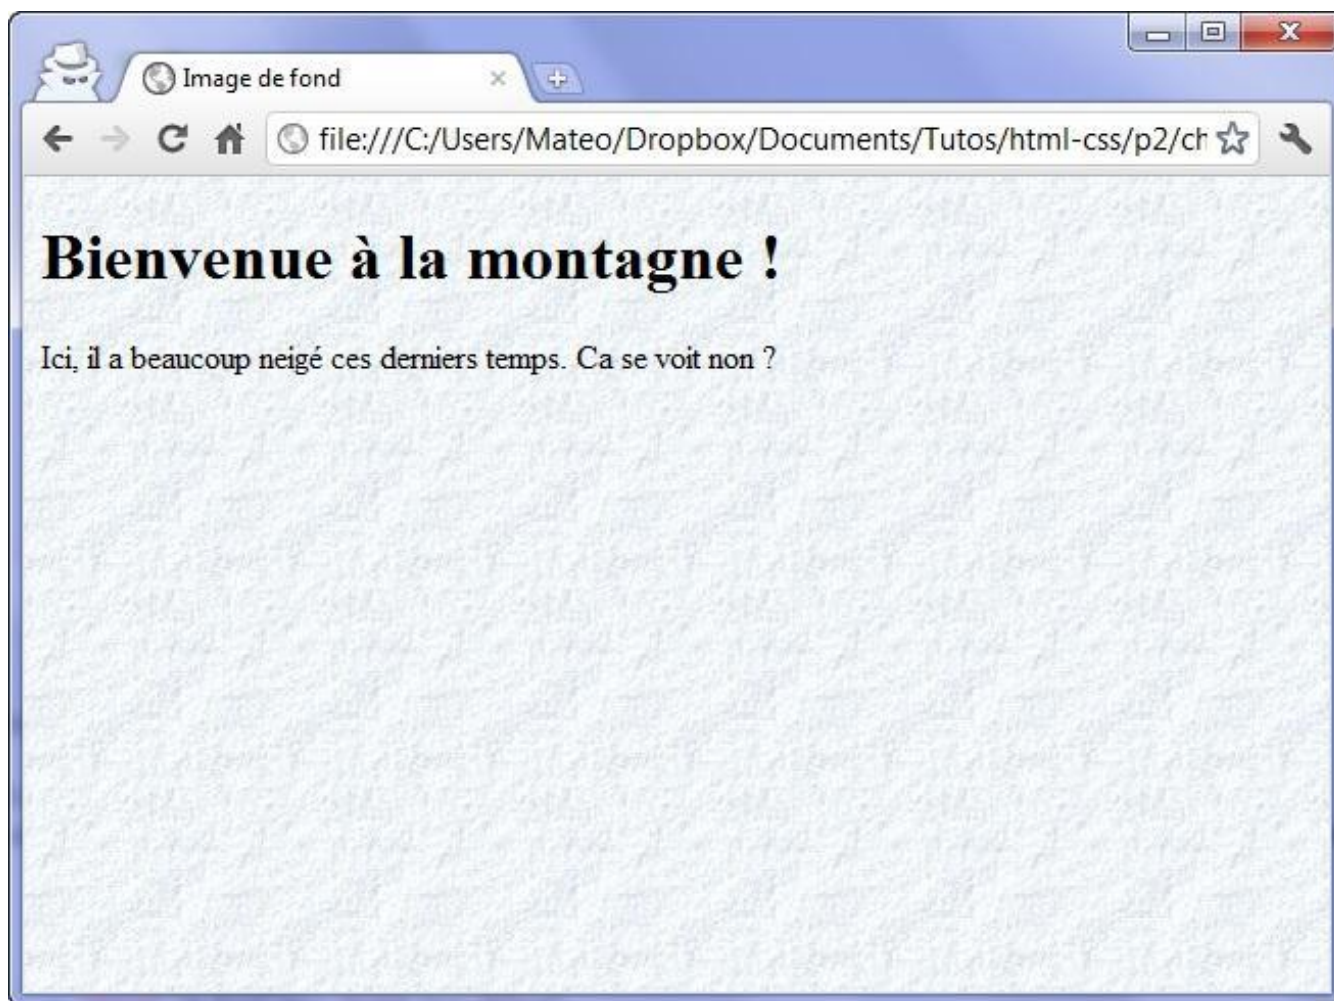 Image de fond
file:///C:/Users/Mateo/Dropbox/Documents/Tutos/html-css/p2/ch
Bienvenue à la montagne !
Ici, il a beaucoup neigé ces derniers temps. Ca se voit non ?